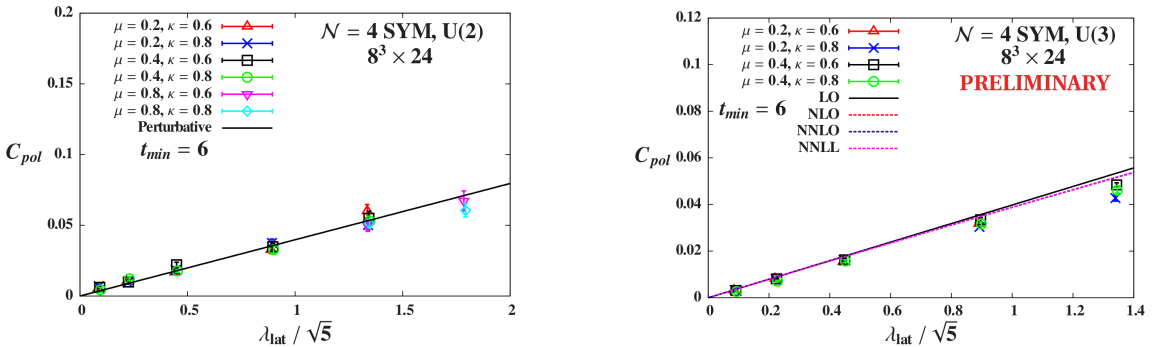 0.2
0.15
0.1
0.05
0
C_pol
μ = 0.2, κ = 0.6
μ = 0.2, κ = 0.8
μ = 0.4, κ = 0.6
μ = 0.4, κ = 0.8
μ = 0.8, κ = 0.6
μ = 0.8, κ = 0.8
Perturbative
t_min = 6
𝒩 = 4 SYM, U(2)
8³ × 24
0 0.5 1 1.5 2
λ_lat / √5
0.12
0.1
0.08
0.06
0.04
0.02
0
C_pol
μ = 0.2, κ = 0.6
μ = 0.2, κ = 0.8
μ = 0.4, κ = 0.6
μ = 0.4, κ = 0.8
LO
NLO
NNLO
NNLL
t_min = 6
𝒩 = 4 SYM, U(3)
8³ × 24
PRELIMINARY
0 0.2 0.4 0.6 0.8 1 1.2 1.4
λ_lat / √5